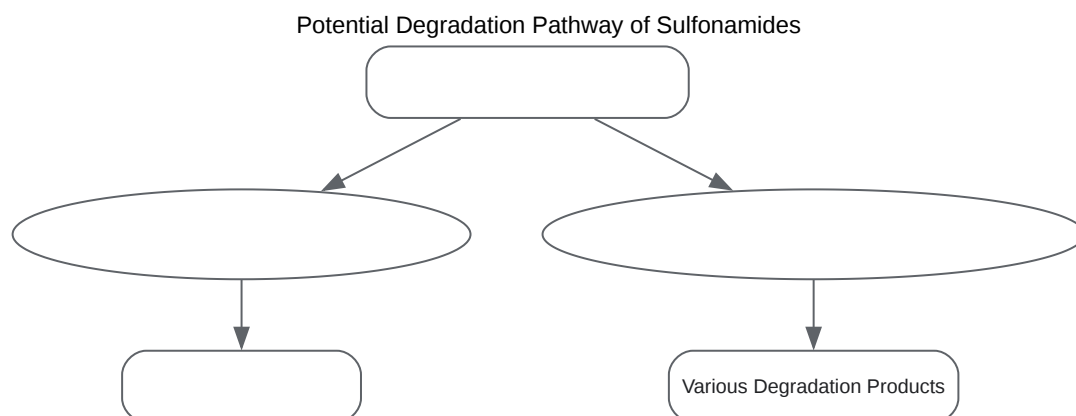 Potential Degradation Pathway of Sulfonamides
Various Degradation Products